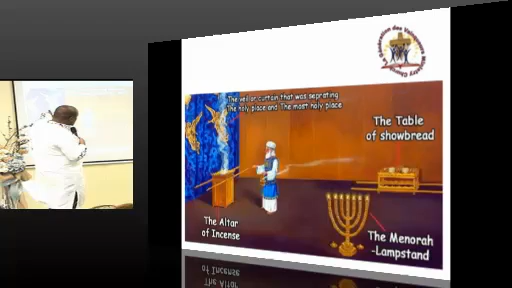 The veil or curtain that was seprating
The holy place and The most holy place
The Table
of showbread
The Altar
of Incense
The Menorah
-Lampstand